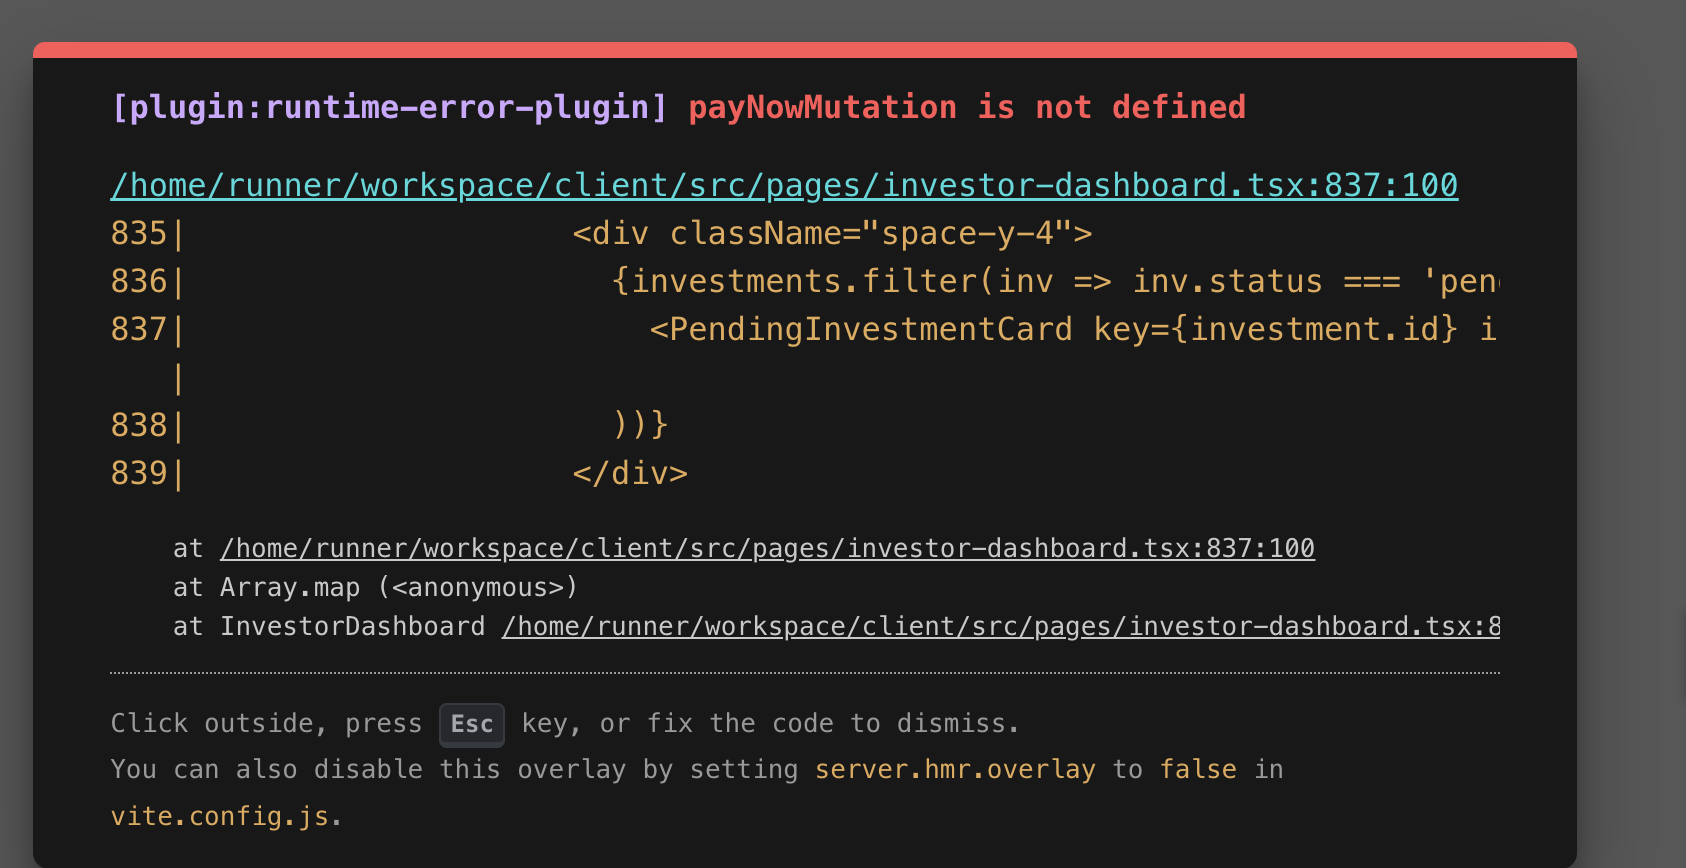 [plugin:runtime-error-plugin] payNowMutation is not defined
/home/runner/workspace/client/src/pages/investor-dashboard.tsx:837:100
835|                    <div className="space-y-4">
836|                      {investments.filter(inv => inv.status === 'pen
837|                        <PendingInvestmentCard key={investment.id} i
   |
838|                      ))}
839|                    </div>
at /home/runner/workspace/client/src/pages/investor-dashboard.tsx:837:100
at Array.map (<anonymous>)
at InvestorDashboard /home/runner/workspace/client/src/pages/investor-dashboard.tsx:8
Click outside, press Esc key, or fix the code to dismiss.
You can also disable this overlay by setting server.hmr.overlay to false in
vite.config.js.